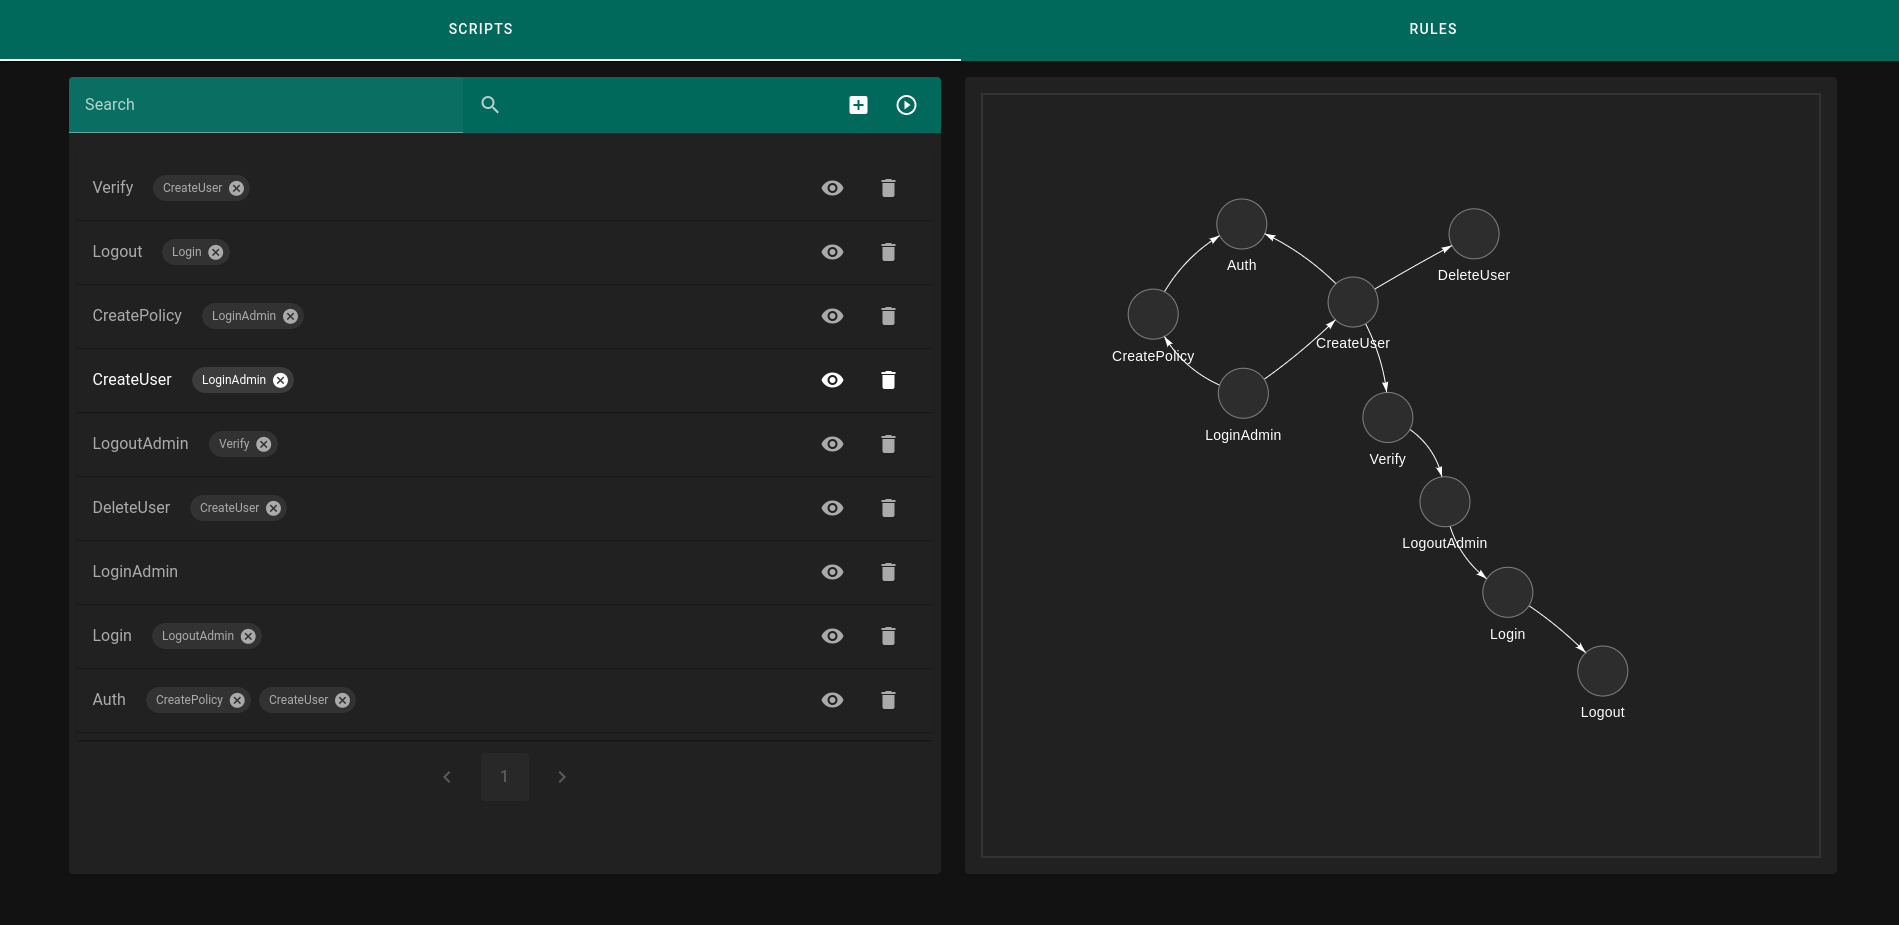 SCRIPTS
RULES
Search
Verify CreateUser
Logout Login
CreatePolicy LoginAdmin
CreateUser LoginAdmin
LogoutAdmin Verify
DeleteUser CreateUser
LoginAdmin
Login LogoutAdmin
Auth CreatePolicy CreateUser
1
Auth
DeleteUser
CreateUser
CreatePolicy
LoginAdmin
Verify
LogoutAdmin
Login
Logout